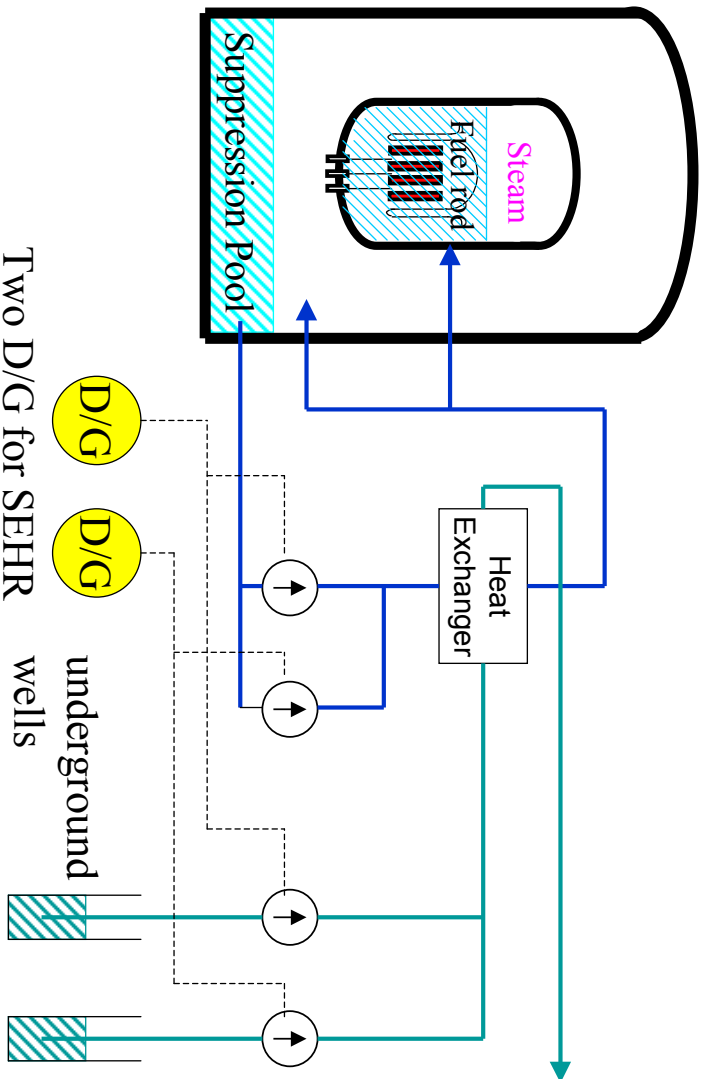 Steam
Fuel rod
Suppression Pool
Heat
Exchanger
D/G
D/G
Two D/G for SEHR
underground
wells